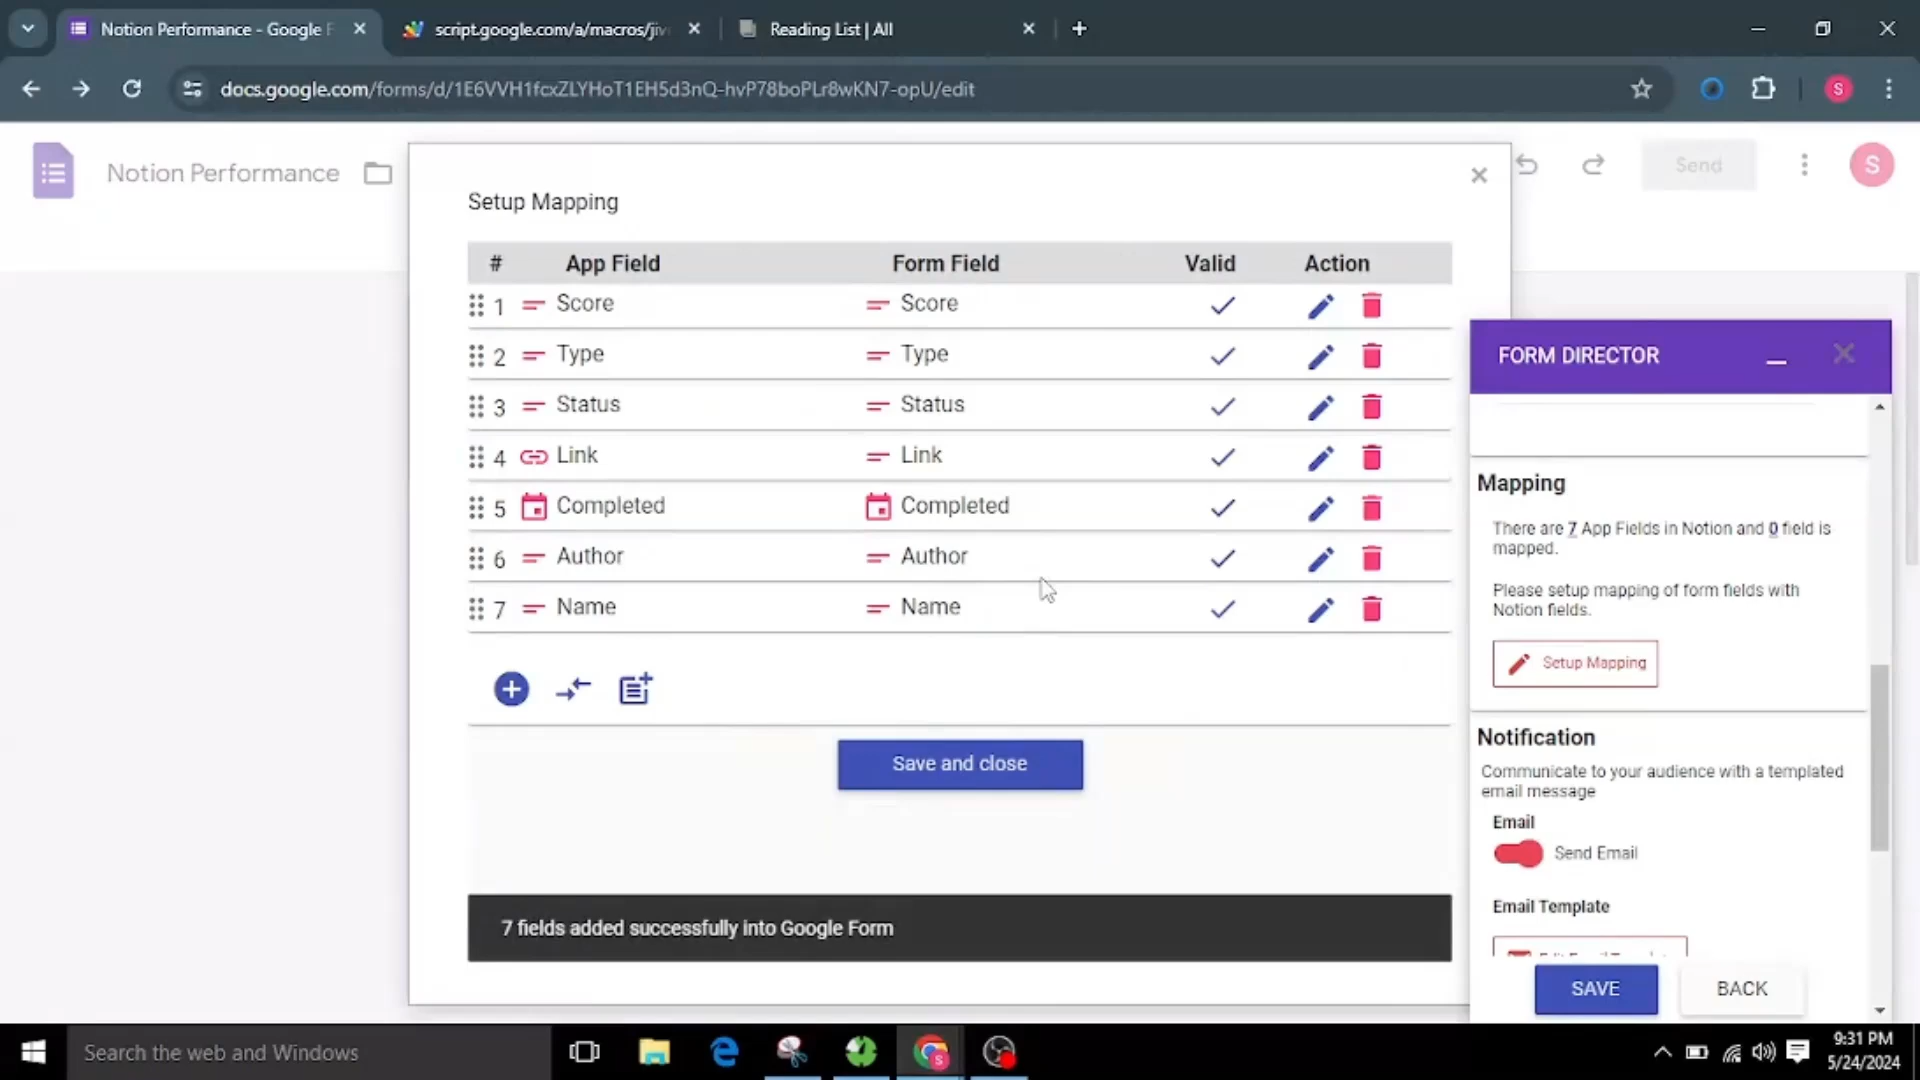 Notion Performance - Google F
script.google.com/a/macros/jiv
Reading List | All
docs.google.com/forms/d/1E6VVH1fcxZLYHoT1EH5d3nQ-hvP78boPLr8wKN7-opU/edit
S
Notion Performance
Send
S
Setup Mapping
# App Field Form Field Valid Action
1 Score Score
2 Type Type
3 Status Status
4 Link Link
5 Completed Completed
6 Author Author
7 Name Name
Save and close
7 fields added successfully into Google Form
FORM DIRECTOR
Mapping
There are 7 App Fields in Notion and 0 field is
mapped.
Please setup mapping of form fields with
Notion fields.
Setup Mapping
Notification
Communicate to your audience with a templated
email message
Email
Send Email
Email Template
SAVE
BACK
Search the web and Windows
S
9:31 PM
5/24/2024